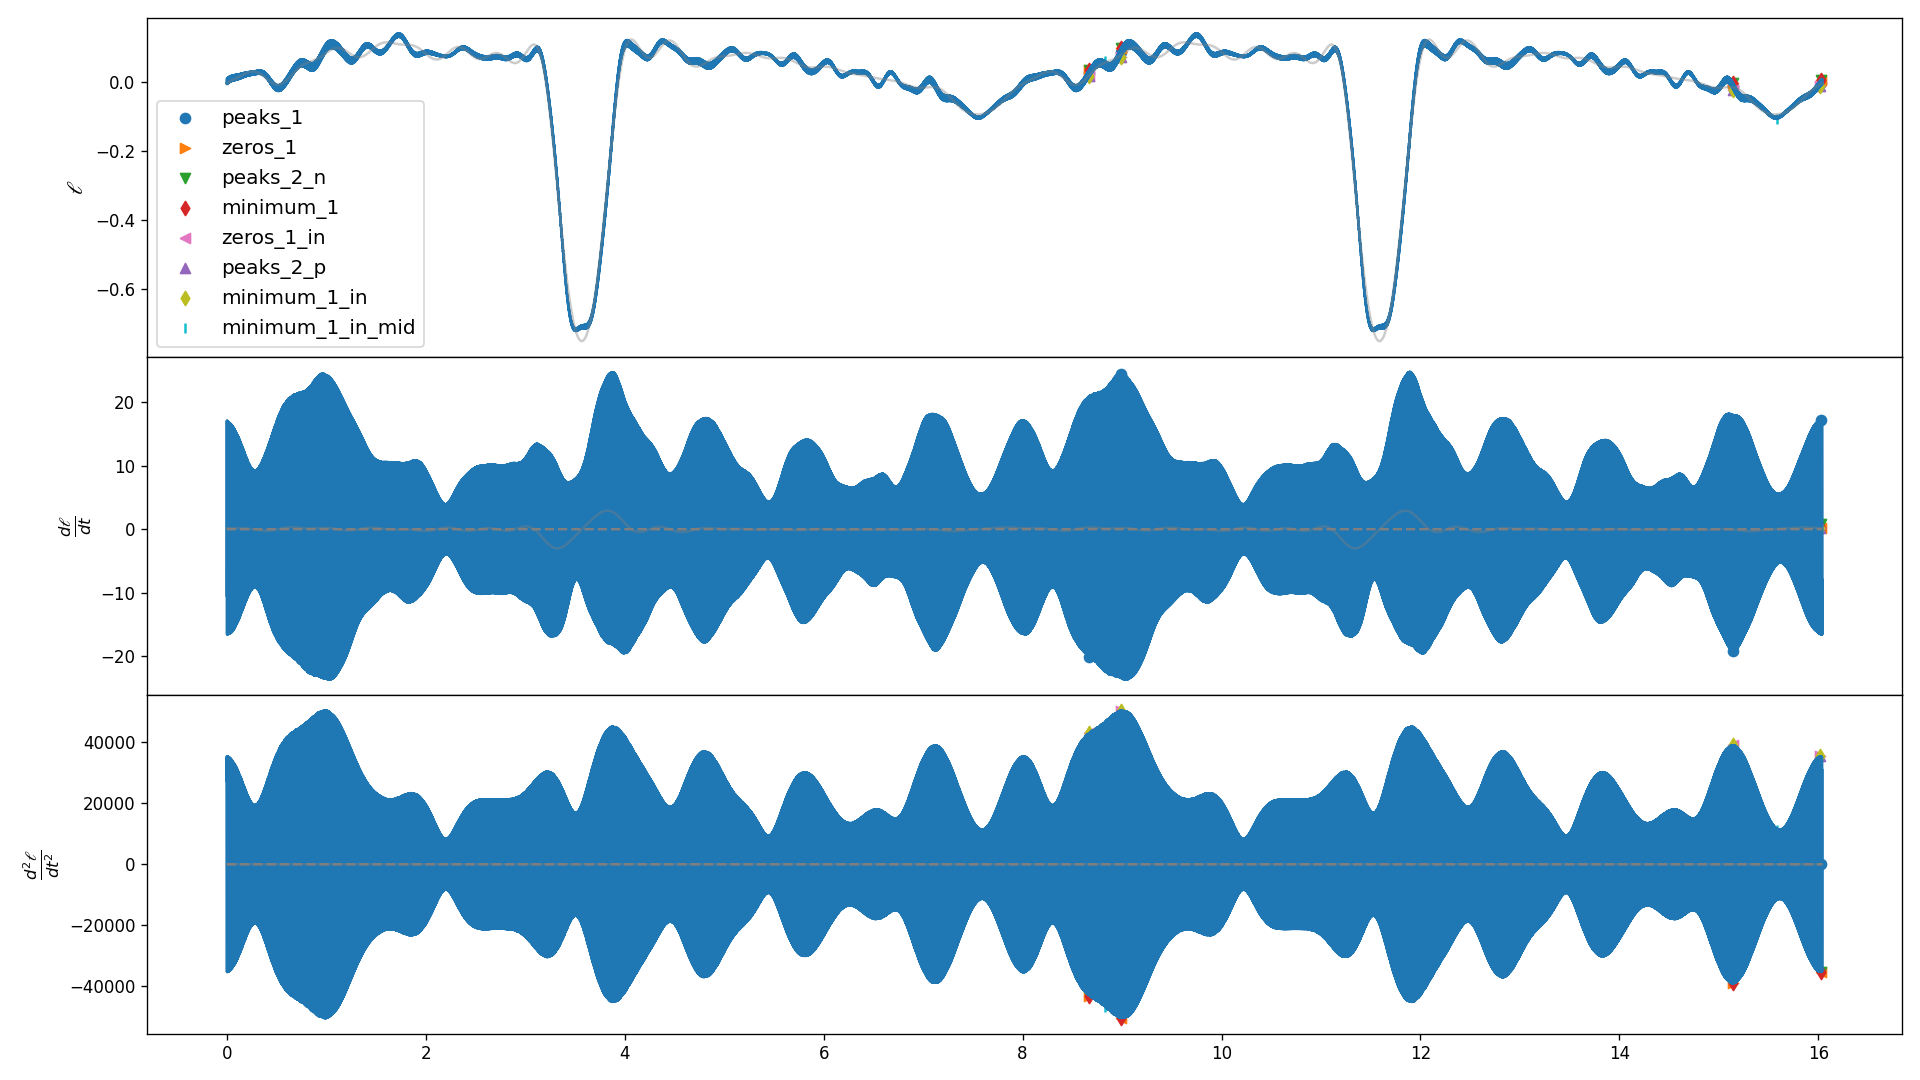 0.0
−0.2
−0.4
−0.6
ℓ
peaks_1
zeros_1
peaks_2_n
minimum_1
zeros_1_in
peaks_2_p
minimum_1_in
minimum_1_in_mid
20
10
0
−10
−20
dℓ
dt
40000
20000
0
−20000
−40000
d²ℓ
dt²
0 2 4 6 8 10 12 14 16